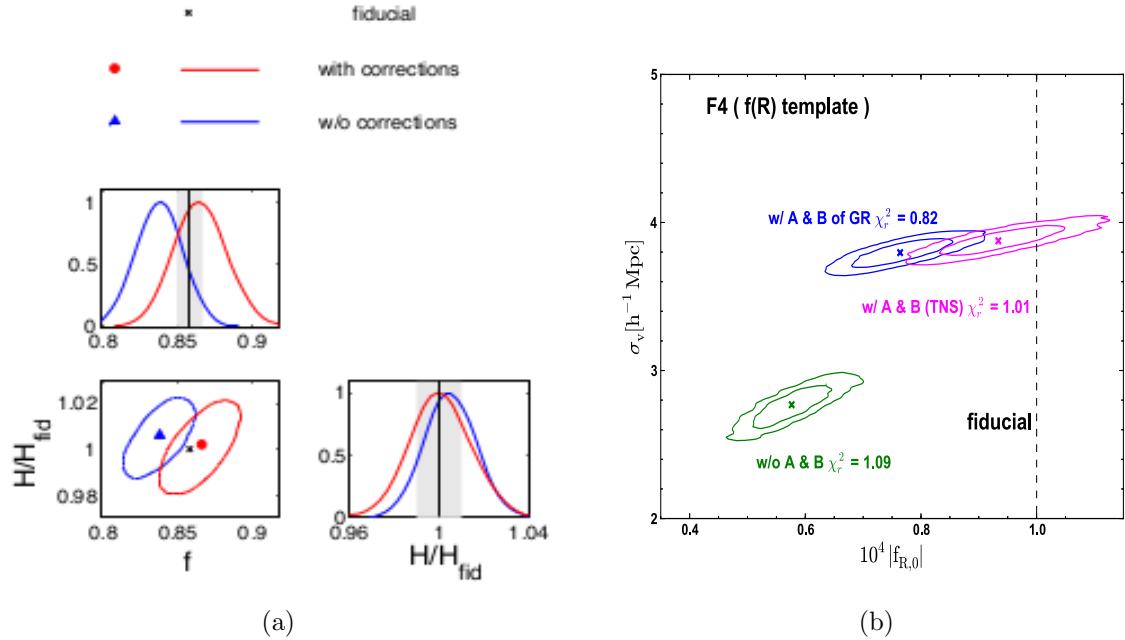 fiducial
with corrections
w/o corrections
1
0.5
0
0.8 0.85 0.9
H/H_fid
1.02
1
0.98
0.8 0.85 0.9
f
1
0.5
0
0.96 1 1.04
H/H_fid
(a)
F4 ( f(R) template )
w/ A & B of GR χ_r^2 = 0.82
w/ A & B (TNS) χ_r^2 = 1.01
fiducial
w/o A & B χ_r^2 = 1.09
σ_v[h^{-1} Mpc]
5
4
3
2
0.4 0.6 0.8 1.0
10^4 |f_{R,0}|
(b)